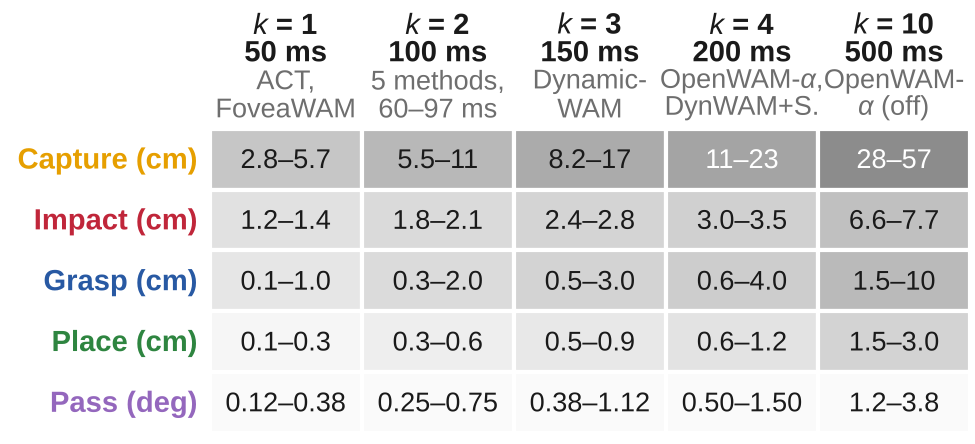 k = 1 k = 2 k = 3 k = 4 k = 10
50 ms 100 ms 150 ms 200 ms 500 ms
ACT, 5 methods, Dynamic- OpenWAM-α, OpenWAM-
FoveaWAM 60–97 ms WAM DynWAM+S. α (off)
Capture (cm) 2.8–5.7 5.5–11 8.2–17 11–23 28–57
Impact (cm) 1.2–1.4 1.8–2.1 2.4–2.8 3.0–3.5 6.6–7.7
Grasp (cm) 0.1–1.0 0.3–2.0 0.5–3.0 0.6–4.0 1.5–10
Place (cm) 0.1–0.3 0.3–0.6 0.5–0.9 0.6–1.2 1.5–3.0
Pass (deg) 0.12–0.38 0.25–0.75 0.38–1.12 0.50–1.50 1.2–3.8